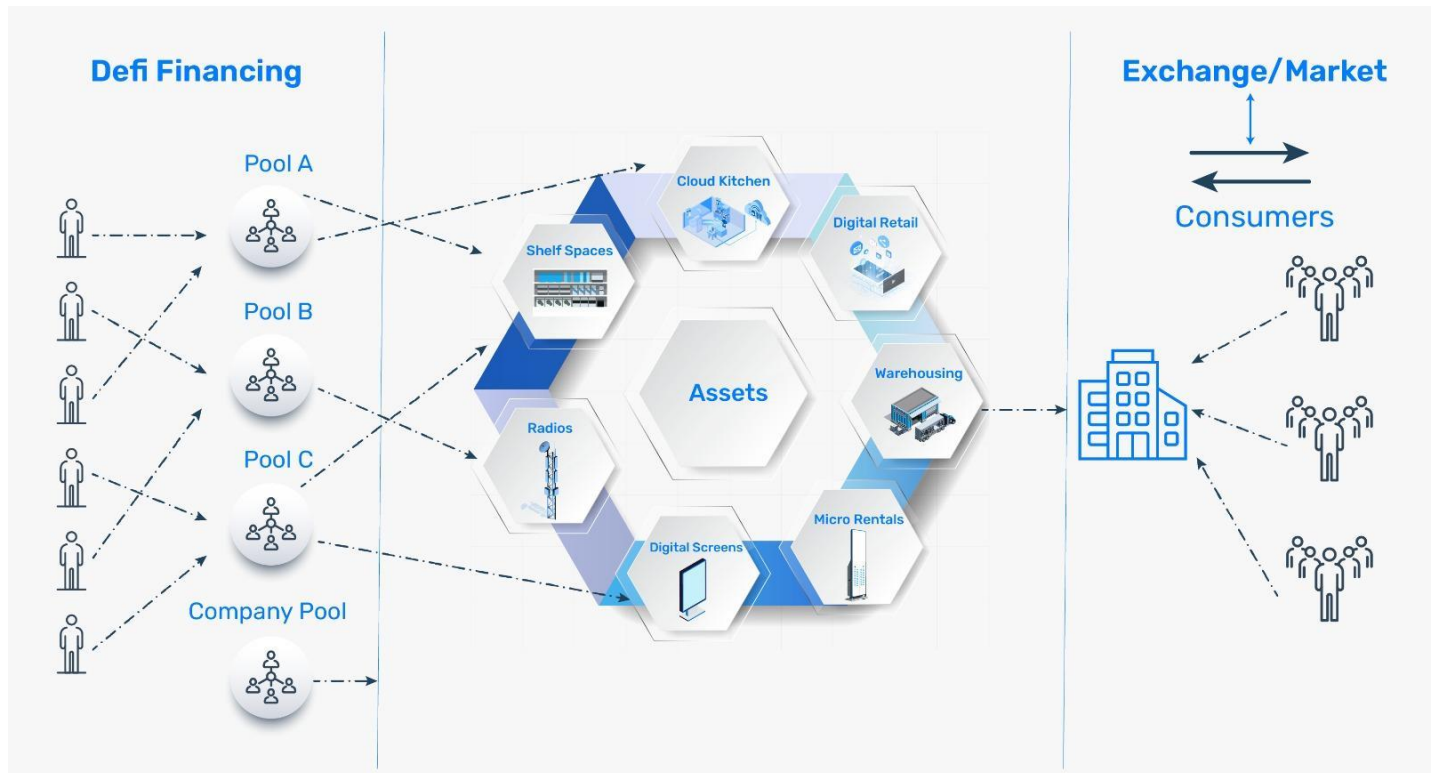 Defi Financing
Exchange/Market
Pool A
Cloud Kitchen
Consumers
Digital Retail
Shelf Spaces
Pool B
Warehousing
Assets
Radios
Pool C
Micro Rentals
Digital Screens
Company Pool